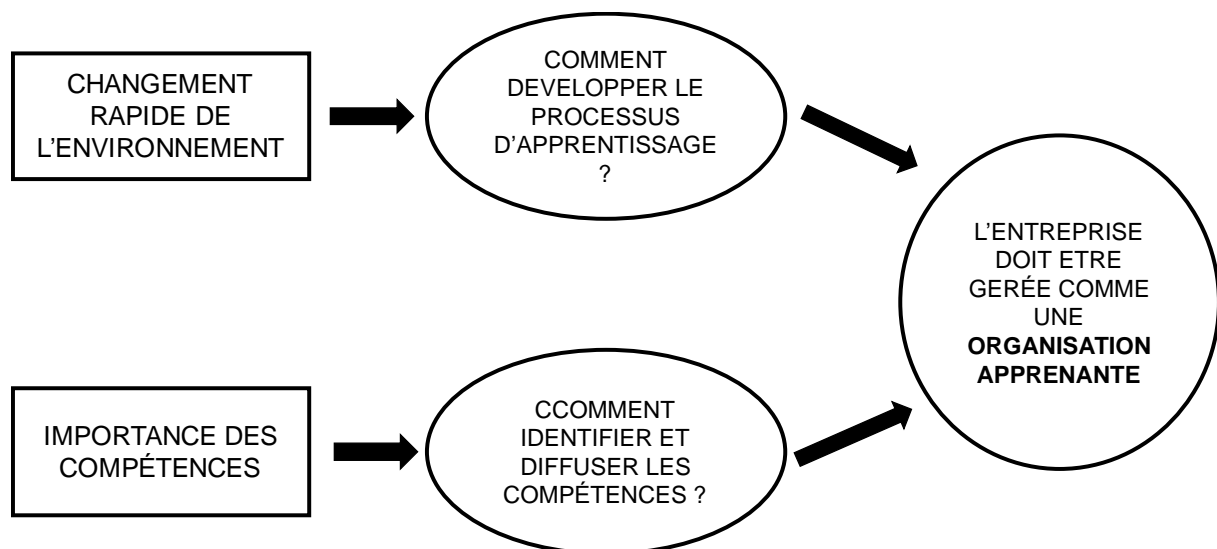 CHANGEMENT
RAPIDE DE
L'ENVIRONNEMENT
COMMENT
DEVELOPPER LE
PROCESSUS
D'APPRENTISSAGE
?
L'ENTREPRISE
DOIT ETRE
GERÉE COMME
UNE
ORGANISATION
APPRENANTE
IMPORTANCE DES
COMPÉTENCES
CCOMMENT
IDENTIFIER ET
DIFFUSER LES
COMPÉTENCES ?